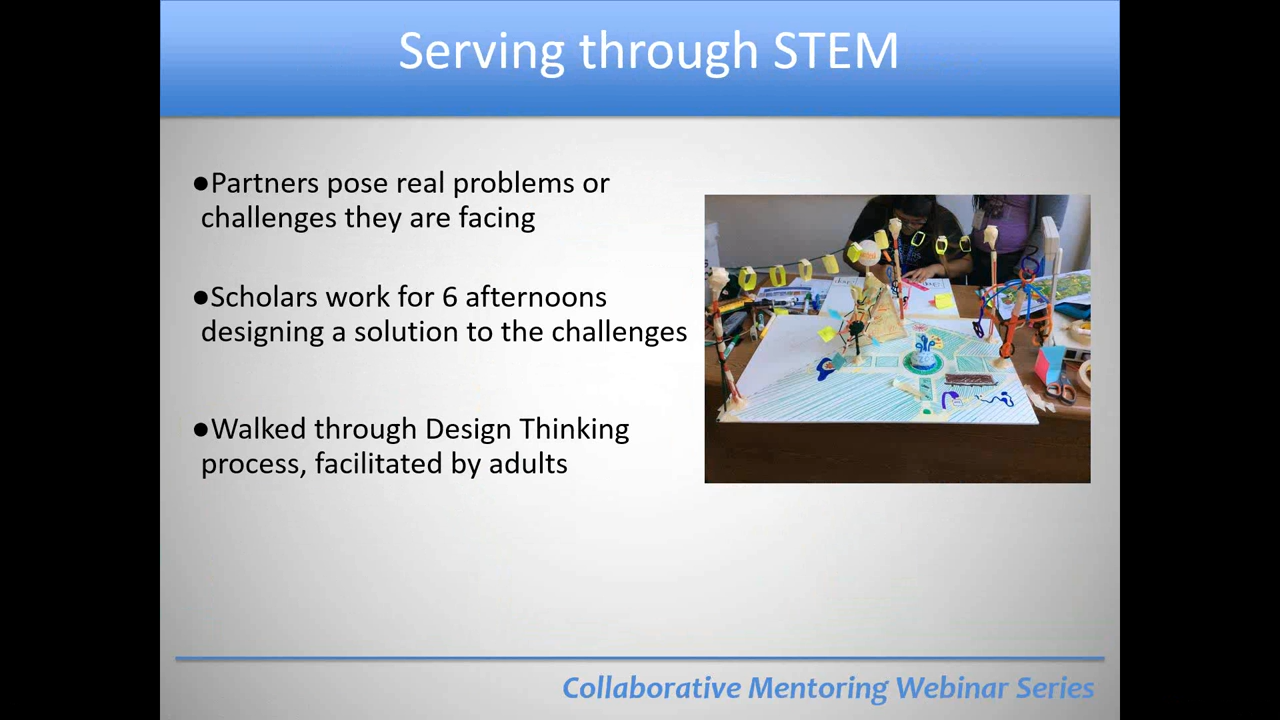 Serving through STEM
●Partners pose real problems or
challenges they are facing
●Scholars work for 6 afternoons
designing a solution to the challenges
●Walked through Design Thinking
process, facilitated by adults
Collaborative Mentoring Webinar Series